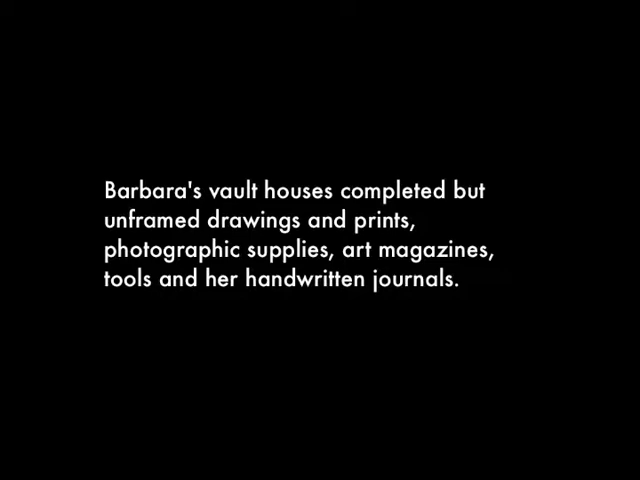 Barbara's vault houses completed but
unframed drawings and prints,
photographic supplies, art magazines,
tools and her handwritten journals.